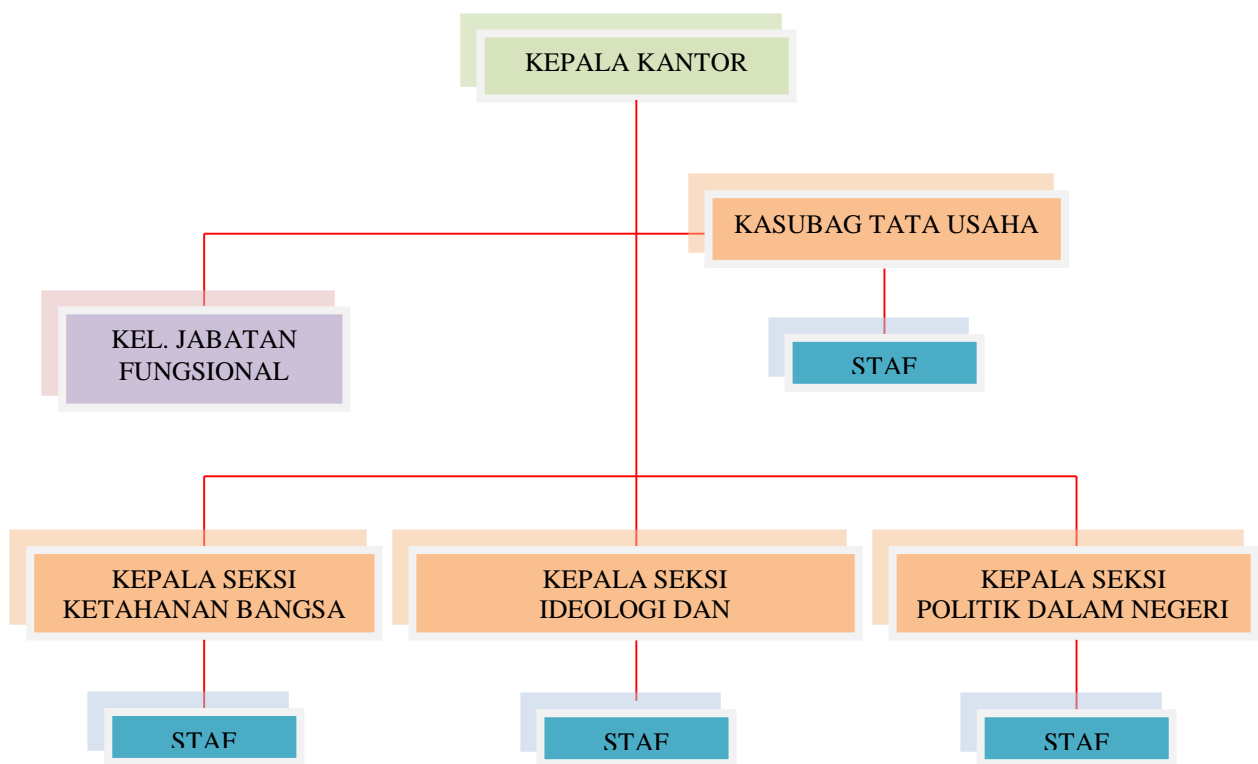 KEPALA KANTOR
KASUBAG TATA USAHA
KEL. JABATAN
FUNGSIONAL
STAF
KEPALA SEKSI
KETAHANAN BANGSA
KEPALA SEKSI
IDEOLOGI DAN
KEPALA SEKSI
POLITIK DALAM NEGERI
STAF
STAF
STAF